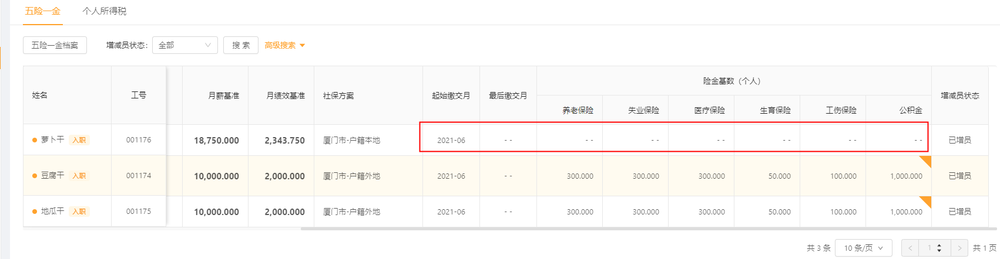 五险一金 个人所得税
五险一金档案 增减员状态: 全部 搜 索 高级搜索
姓名 工号 月薪基准 月绩效基准 社保方案 起始缴交月 最后缴交月 险金基数（个人） 增减员状态
养老保险 失业保险 医疗保险 生育保险 工伤保险 公积金
萝卜干 入职 001176 18,750.000 2,343.750 厦门市-户籍本地 2021-06 - - - - - - - - - - - - - - 已增员
豆腐干 入职 001174 10,000.000 2,000.000 厦门市-户籍外地 2021-06 - - 300.000 300.000 300.000 50.000 100.000 1,000.000 已增员
地瓜干 入职 001175 10,000.000 2,000.000 厦门市-户籍外地 2021-06 - - 300.000 300.000 300.000 50.000 100.000 1,000.000 已增员
共 3 条 10 条/页 < 1 > 共 1 页